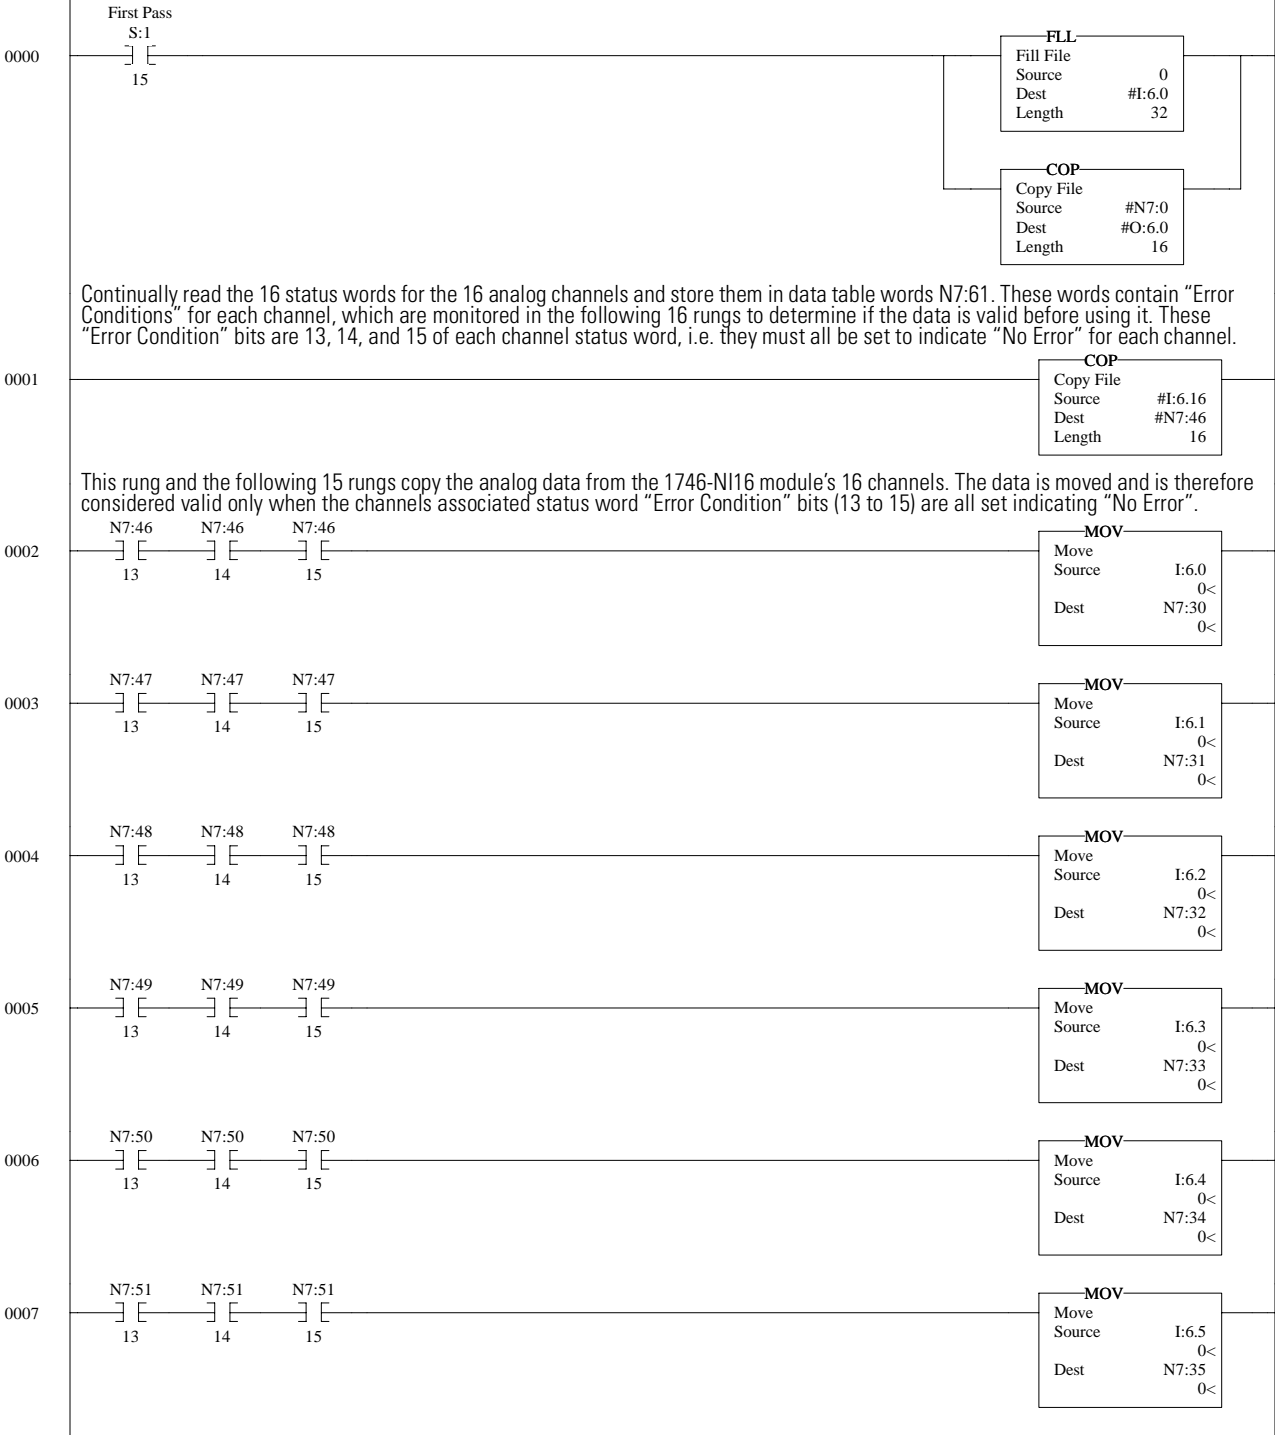 First Pass
S:1
0000
15
FLL
Fill File
Source 0
Dest #I:6.0
Length 32
COP
Copy File
Source #N7:0
Dest #O:6.0
Length 16
Continually read the 16 status words for the 16 analog channels and store them in data table words N7:61. These words contain “Error
Conditions” for each channel, which are monitored in the following 16 rungs to determine if the data is valid before using it. These
“Error Condition” bits are 13, 14, and 15 of each channel status word, i.e. they must all be set to indicate “No Error” for each channel.
0001
COP
Copy File
Source #I:6.16
Dest #N7:46
Length 16
This rung and the following 15 rungs copy the analog data from the 1746-NI16 module’s 16 channels. The data is moved and is therefore
considered valid only when the channels associated status word “Error Condition” bits (13 to 15) are all set indicating “No Error”.
N7:46 N7:46 N7:46
0002
13 14 15
MOV
Move
Source I:6.0
0<
Dest N7:30
0<
N7:47 N7:47 N7:47
0003
13 14 15
MOV
Move
Source I:6.1
0<
Dest N7:31
0<
N7:48 N7:48 N7:48
0004
13 14 15
MOV
Move
Source I:6.2
0<
Dest N7:32
0<
N7:49 N7:49 N7:49
0005
13 14 15
MOV
Move
Source I:6.3
0<
Dest N7:33
0<
N7:50 N7:50 N7:50
0006
13 14 15
MOV
Move
Source I:6.4
0<
Dest N7:34
0<
N7:51 N7:51 N7:51
0007
13 14 15
MOV
Move
Source I:6.5
0<
Dest N7:35
0<